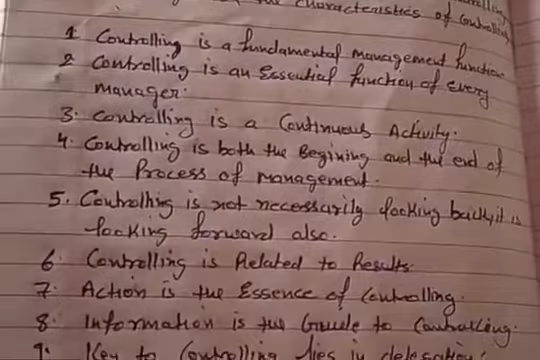 the characteristics of Controlling
1. Controlling is a fundamental management function
2. Controlling is an Essential function of every
manager.
3. Controlling is a Continuous Activity.
4. Controlling is both the Begining and the end of
the Process of management.
5. Controlling is not necessarily looking back, it is
looking forward also.
6. Controlling is Related to Results.
7. Action is the Essence of Controlling.
8. Information is the Guide to Controlling.
9. Key to Controlling lies in delegation